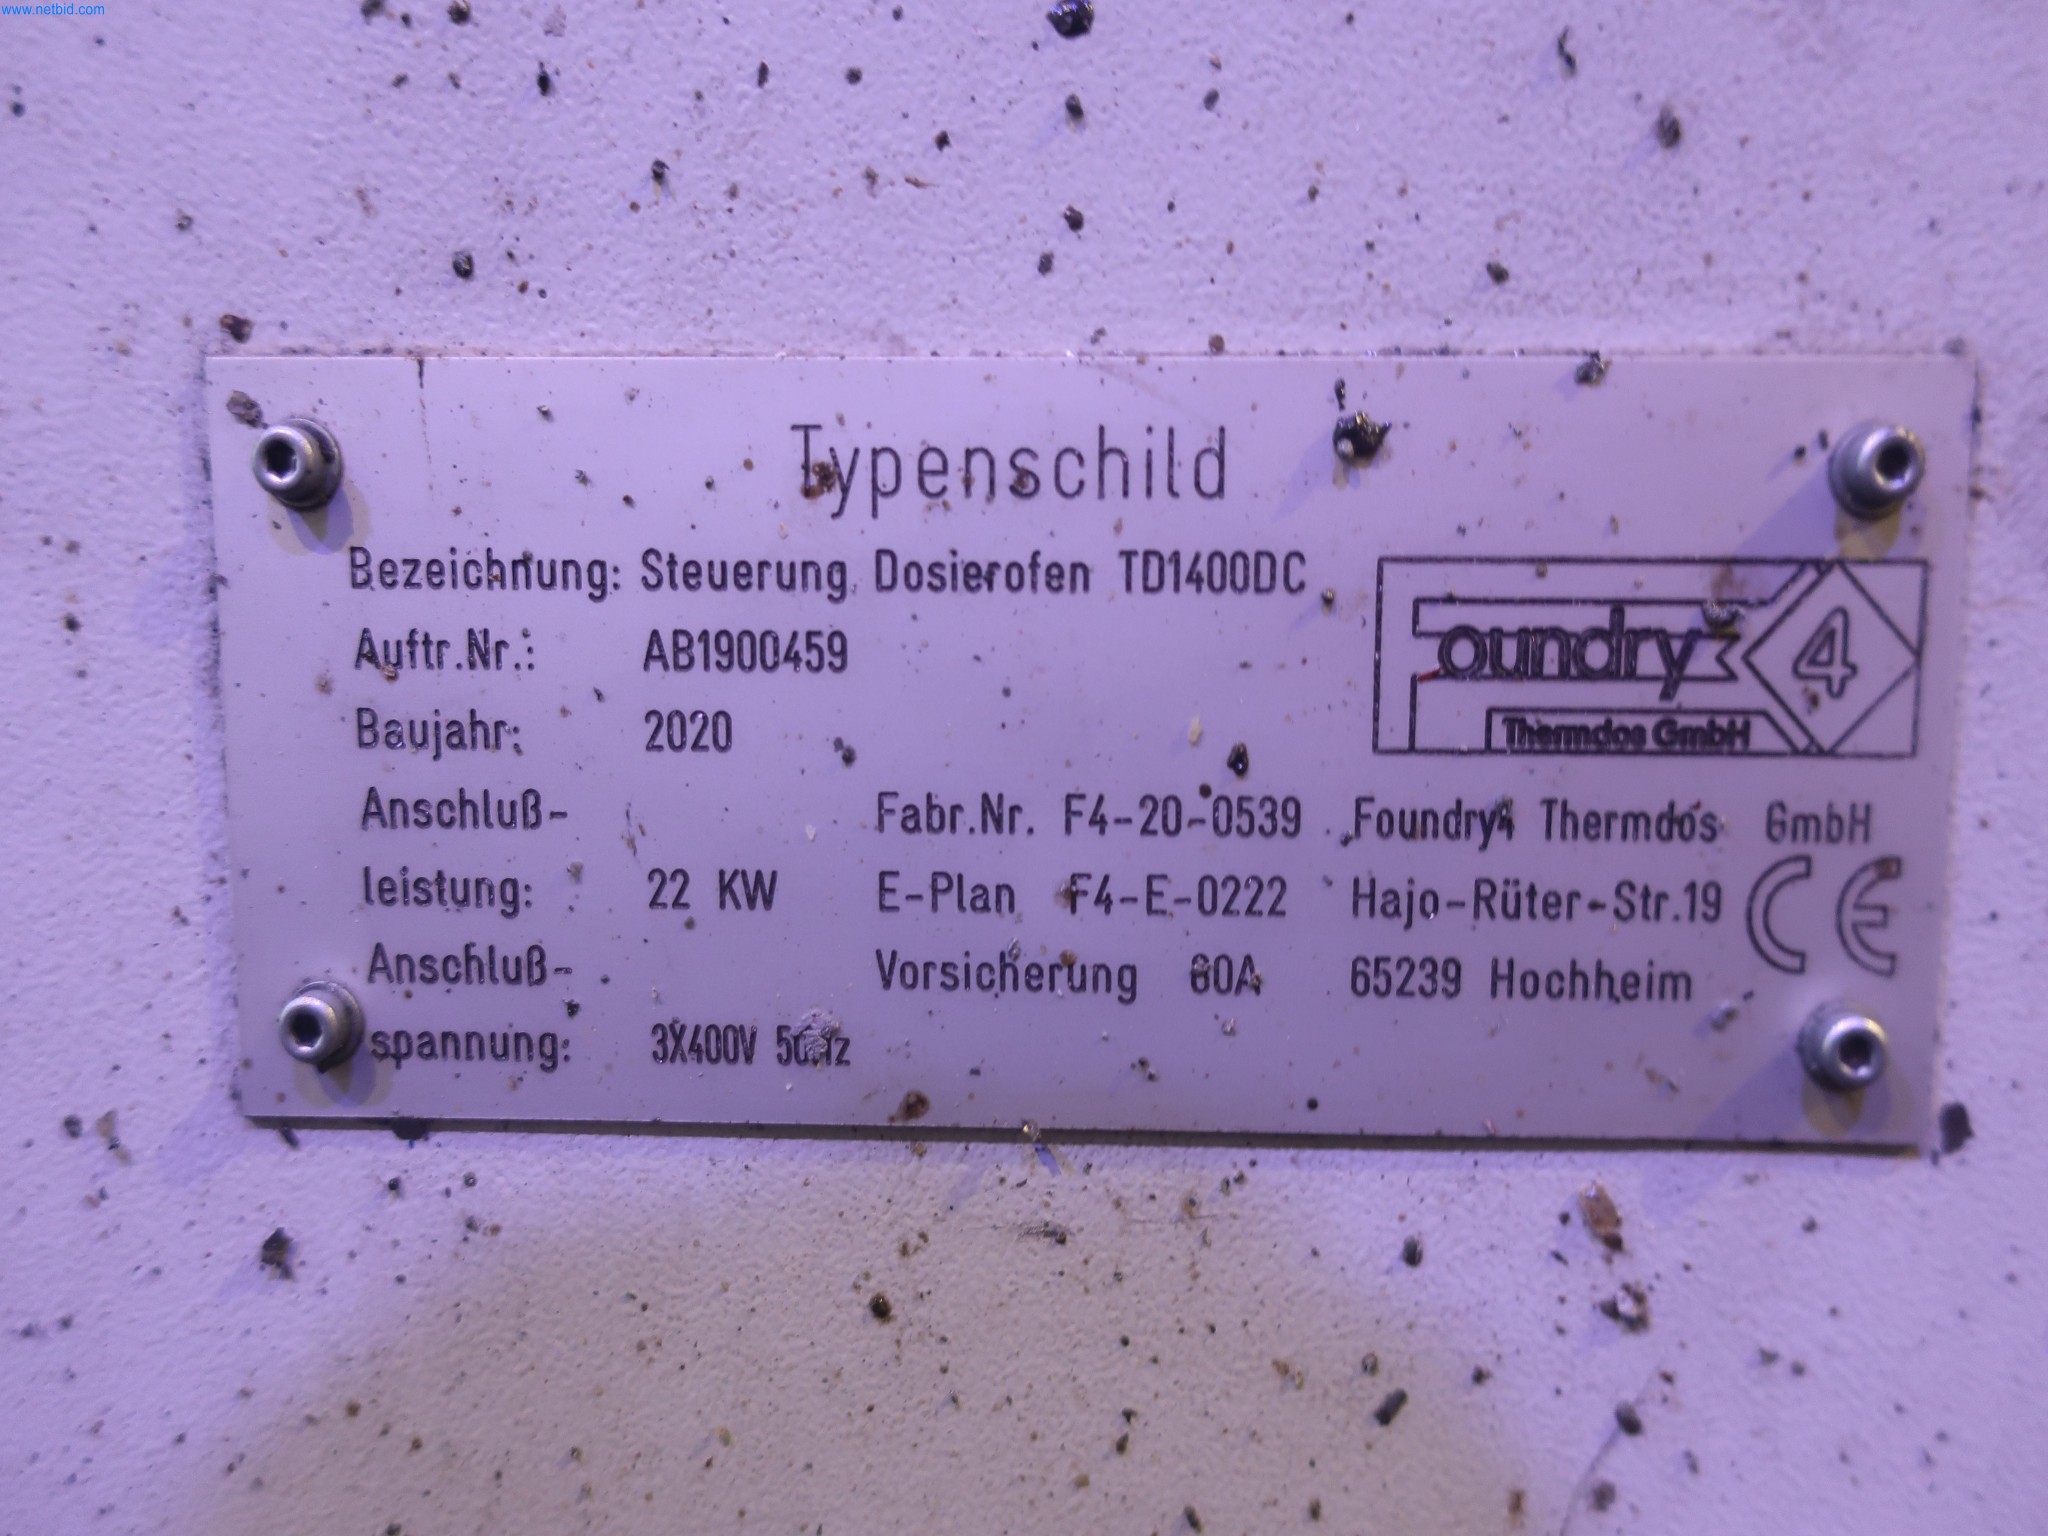 www.netbid.com
Typenschild
Bezeichnung: Steuerung Dosierofen TD1400DC
Auftr.Nr.: AB1900459
Foundry 4
Thermdos GmbH
Baujahr: 2020
Anschluß- Fabr.Nr. F4-20-0539 Foundry4 Thermdos GmbH
leistung: 22 KW E-Plan F4-E-0222 Hajo-Rüter-Str.19 CE
Anschluß- Vorsicherung 65239 Hochheim
spannung: 3X400V 50Hz